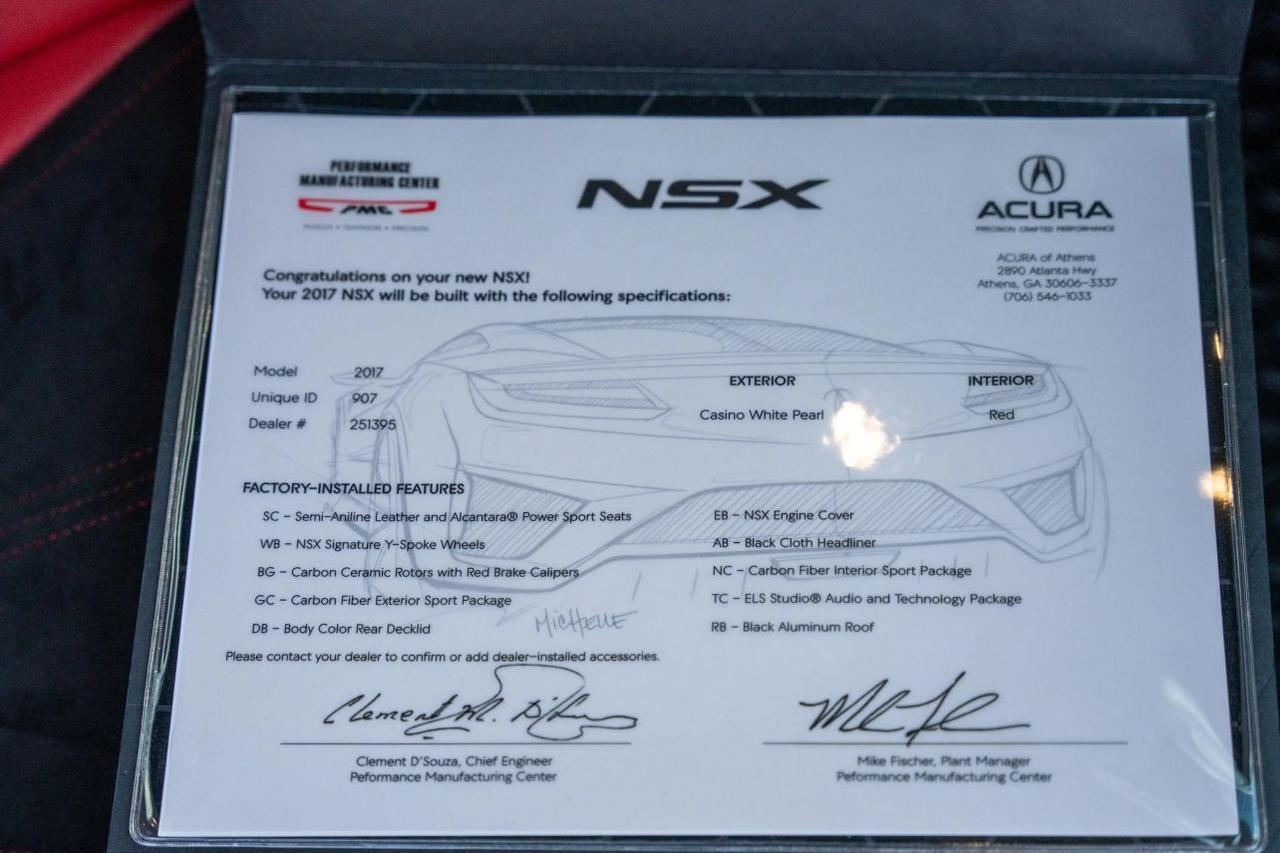 PERFORMANCE
MANUFACTURING CENTER
PMC
PASSION • TEAMWORK • PRECISION
NSX
ACURA
PRECISION CRAFTED PERFORMANCE
ACURA of Athens
2890 Atlanta Hwy
Athens, GA 30606-3337
(706) 546-1033
Congratulations on your new NSX!
Your 2017 NSX will be built with the following specifications:
Model 2017
Unique ID 907
Dealer # 251395
EXTERIOR
Casino White Pearl
INTERIOR
Red
FACTORY-INSTALLED FEATURES
SC - Semi-Aniline Leather and Alcantara® Power Sport Seats
WB - NSX Signature Y-Spoke Wheels
BG - Carbon Ceramic Rotors with Red Brake Calipers
GC - Carbon Fiber Exterior Sport Package
DB - Body Color Rear Decklid
EB - NSX Engine Cover
AB - Black Cloth Headliner
NC - Carbon Fiber Interior Sport Package
TC - ELS Studio® Audio and Technology Package
RB - Black Aluminum Roof
MICHELLE
Please contact your dealer to confirm or add dealer-installed accessories.
Clement D'Souza, Chief Engineer
Peformance Manufacturing Center
Mike Fischer, Plant Manager
Peformance Manufacturing Center